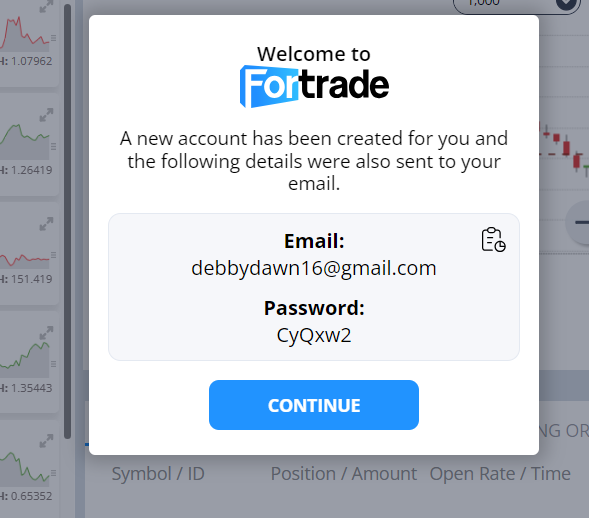 1,000
Welcome to
Fortrade
A new account has been created for you and
the following details were also sent to your
email.
Email:
debbydawn16@gmail.com
Password:
CyQxw2
CONTINUE
H: 1.07962
H: 1.26419
H: 151.419
H: 1.35443
H: 0.65352
NG OR
Symbol / ID Position / Amount Open Rate / Time